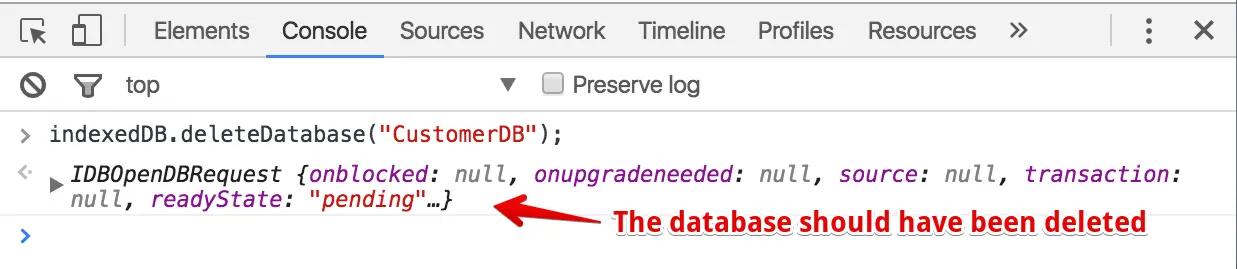 Elements Console Sources Network Timeline Profiles Resources »
top ▼ Preserve log
> indexedDB.deleteDatabase("CustomerDB");
IDBOpenDBRequest {onblocked: null, onupgradeneeded: null, source: null, transaction:
null, readyState: "pending"…}
The database should have been deleted
>